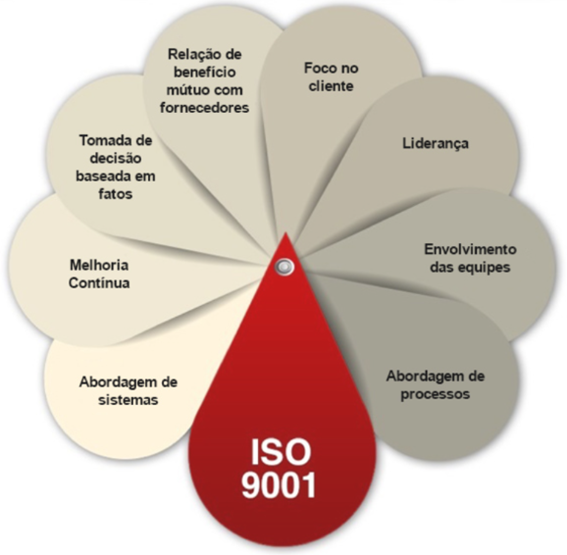 Relação de
benefício
mútuo com
fornecedores
Foco no
cliente
Liderança
Envolvimento
das equipes
Abordagem de
processos
ISO
9001
Abordagem de
sistemas
Melhoria
Contínua
Tomada de
decisão
baseada em
fatos